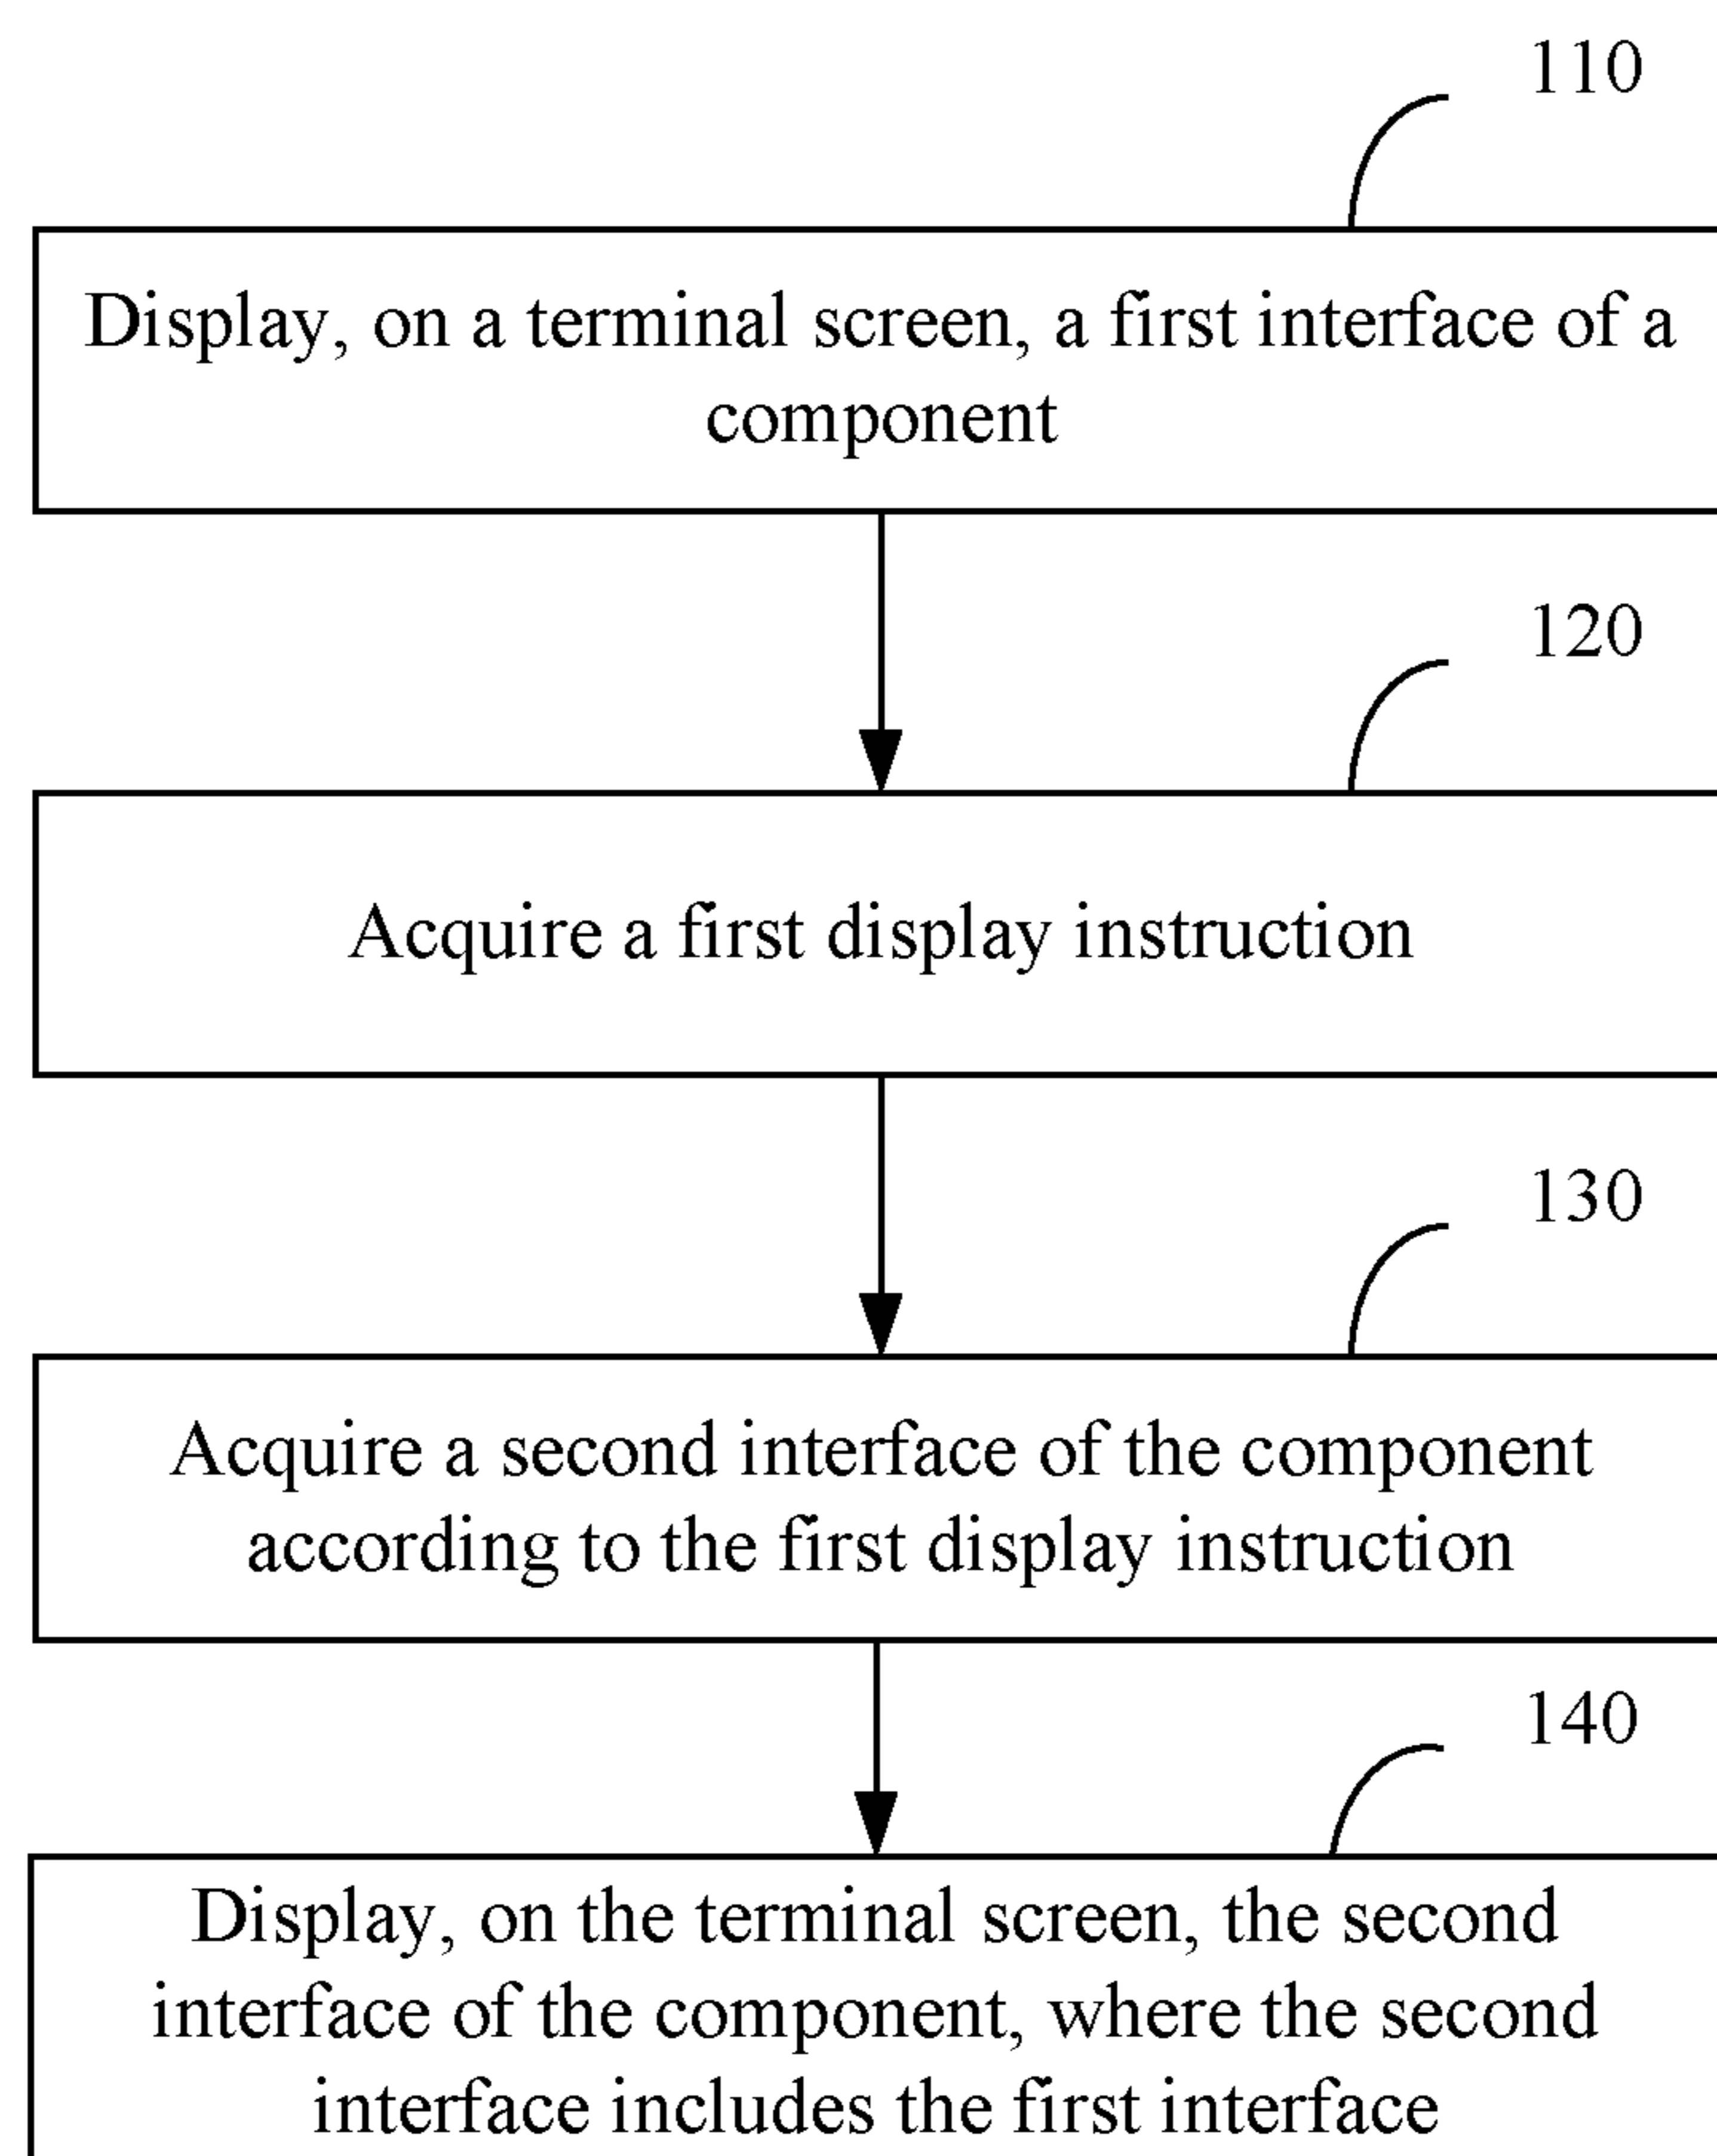 110
Display, on a terminal screen, a first interface of a
component
120
Acquire a first display instruction
130
Acquire a second interface of the component
according to the first display instruction
140
Display, on the terminal screen, the second
interface of the component, where the second
interface includes the first interface